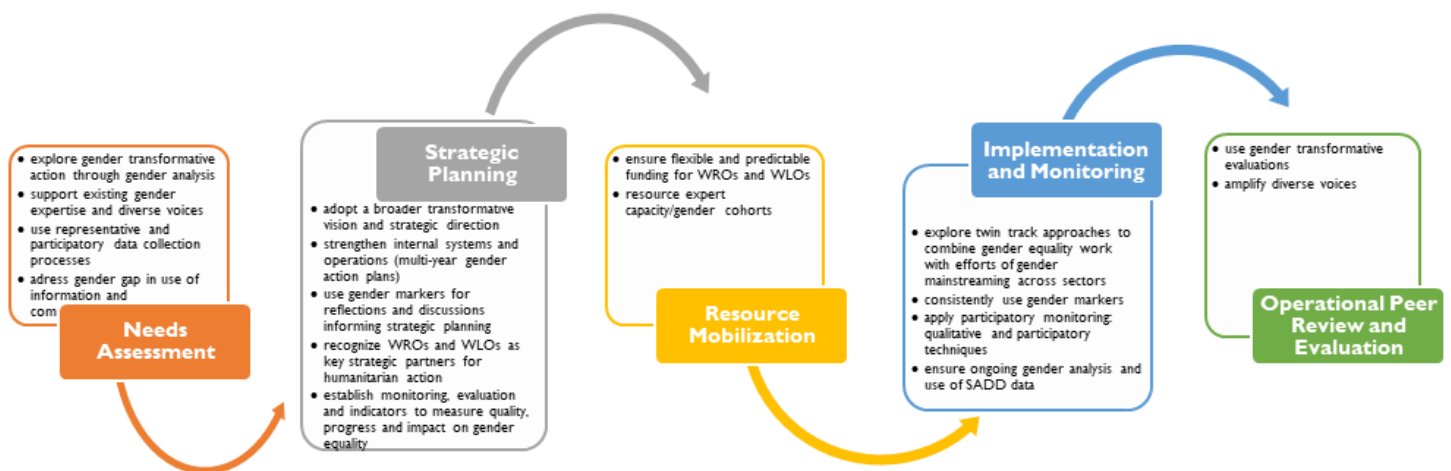 • explore gender transformative
action through gender analysis
• support existing gender
expertise and diverse voices
• use representative and
participatory data collection
processes
• adress gender gap in use of
information and
com
Needs
Assessment
Strategic
Planning
• adopt a broader transformative
vision and strategic direction
• strengthen internal systems and
operations (multi-year gender
action plans)
• use gender markers for
reflections and discussions
informing strategic planning
• recognize WROs and WLOs as
key strategic partners for
humanitarian action
• establish monitoring, evaluation
and indicators to measure quality,
progress and impact on gender
equality
• ensure flexible and predictable
funding for WROs and WLOs
• resource expert
capacity/gender cohorts
Resource
Mobilization
Implementation
and Monitoring
• explore twin track approaches to
combine gender equality work
with efforts of gender
mainstreaming across sectors
• consistently use gender markers
• apply participatory monitoring:
qualitative and participatory
techniques
• ensure ongoing gender analysis and
use of SADD data
• use gender transformative
evaluations
• amplify diverse voices
Operational Peer
Review and
Evaluation